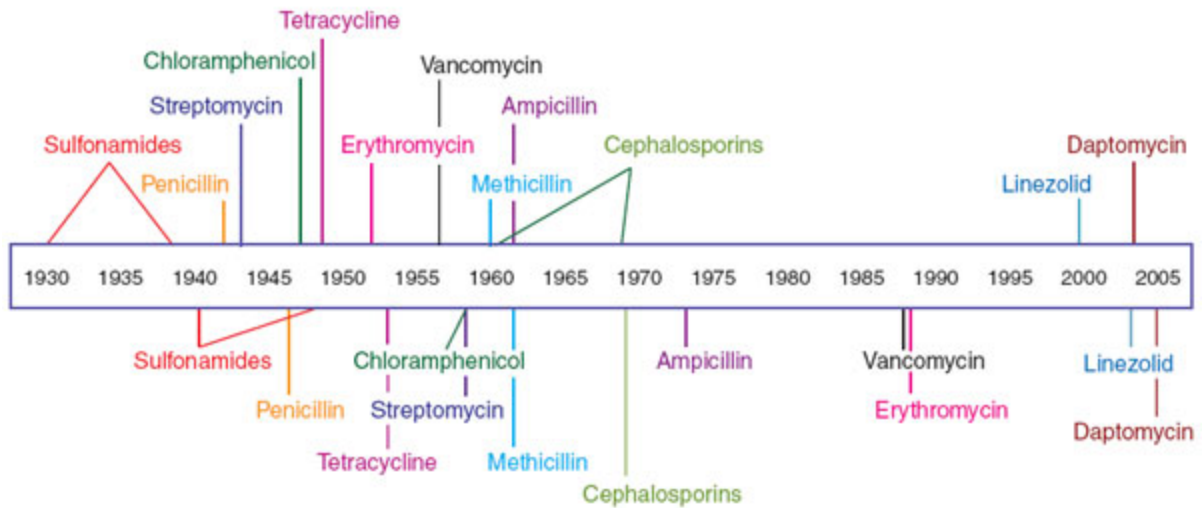 Tetracycline
Chloramphenicol
Vancomycin
Streptomycin
Ampicillin
Sulfonamides
Erythromycin
Cephalosporins
Daptomycin
Penicillin
Methicillin
Linezolid
1930 1935 1940 1945 1950 1955 1960 1965 1970 1975 1980 1985 1990 1995 2000 2005
Sulfonamides
Chloramphenicol
Ampicillin
Vancomycin
Linezolid
Penicillin
Streptomycin
Erythromycin
Daptomycin
Tetracycline
Methicillin
Cephalosporins